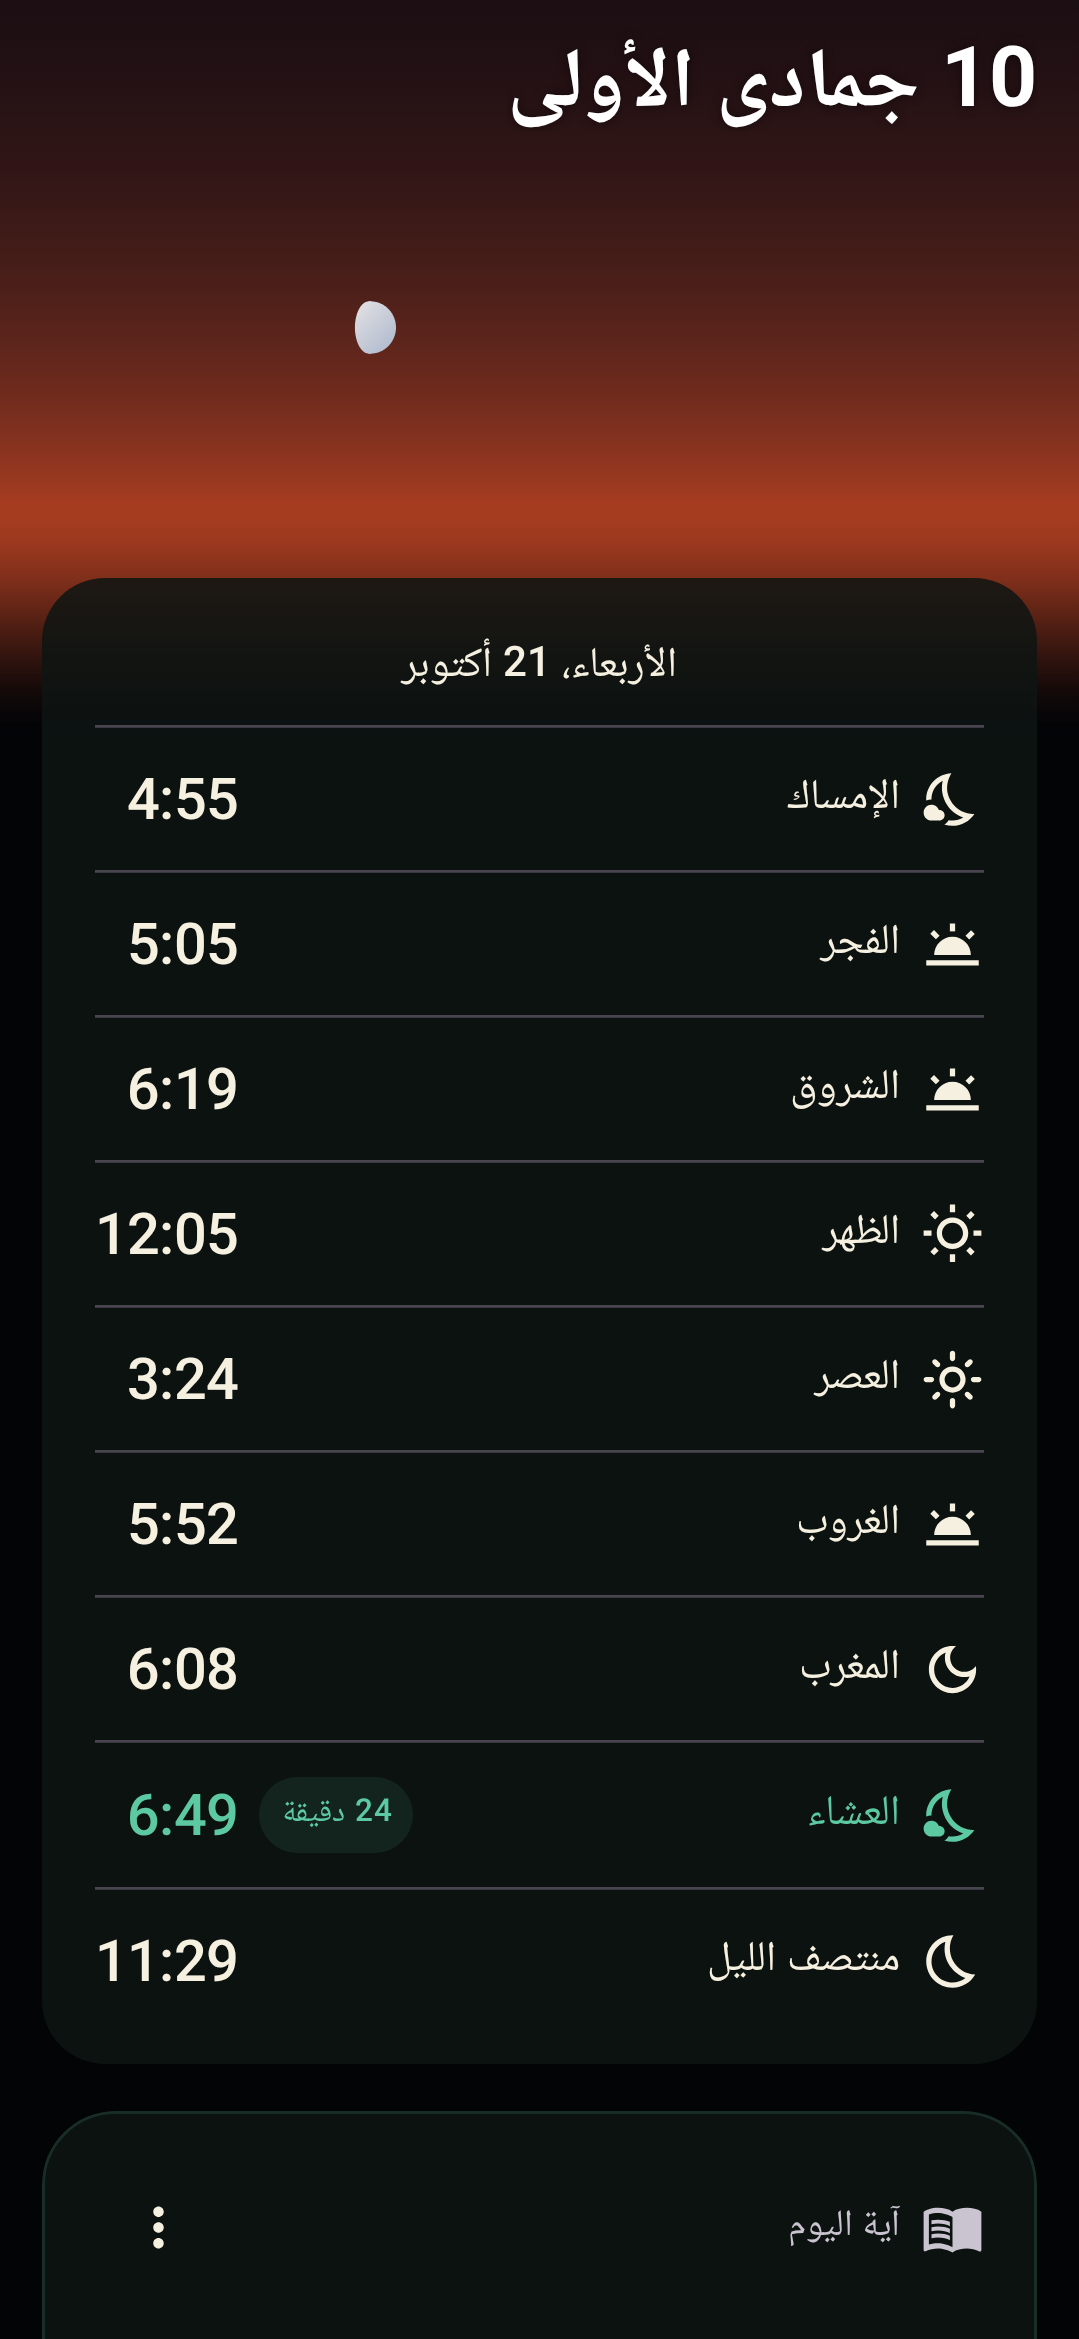 10 جمادى الأولى
الأربعاء، 21 أكتوبر
الإمساك 4:55
الفجر 5:05
الشروق 6:19
الظهر 12:05
العصر 3:24
الغروب 5:52
المغرب 6:08
العشاء 24 دقيقة 6:49
منتصف الليل 11:29
آية اليوم